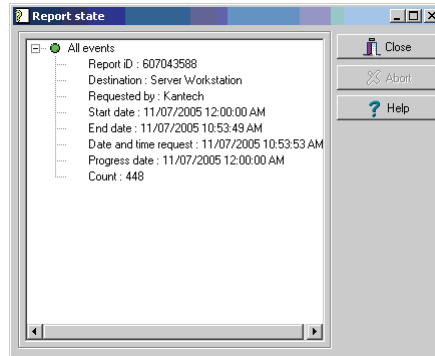 Report state
All events
Report iD : 607043588
Destination : Server Workstation
Requested by : Kantech
Start date : 11/07/2005 12:00:00 AM
End date : 11/07/2005 10:53:49 AM
Date and time request : 11/07/2005 10:53:53 AM
Progress date : 11/07/2005 12:00:00 AM
Count : 448
Close
Abort
Help